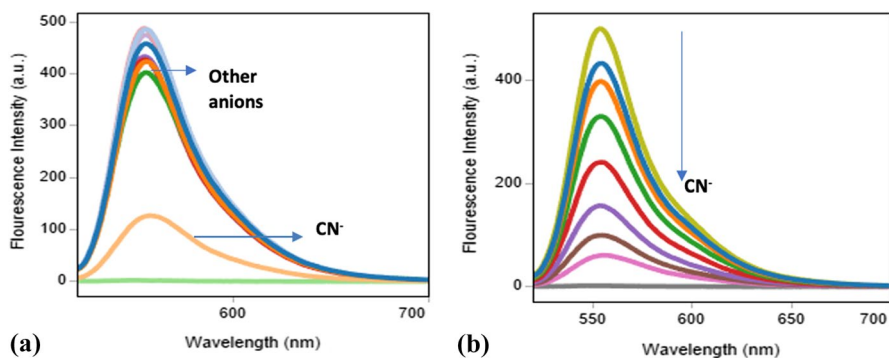 500
400
300
200
100
0
Flourescence Intensity (a.u.)
Other
anions
CN-
600
700
Wavelength (nm)
(a)
400
200
0
Flourescence Intensity (a.u.)
CN-
550
600
650
700
Wavelength (nm)
(b)